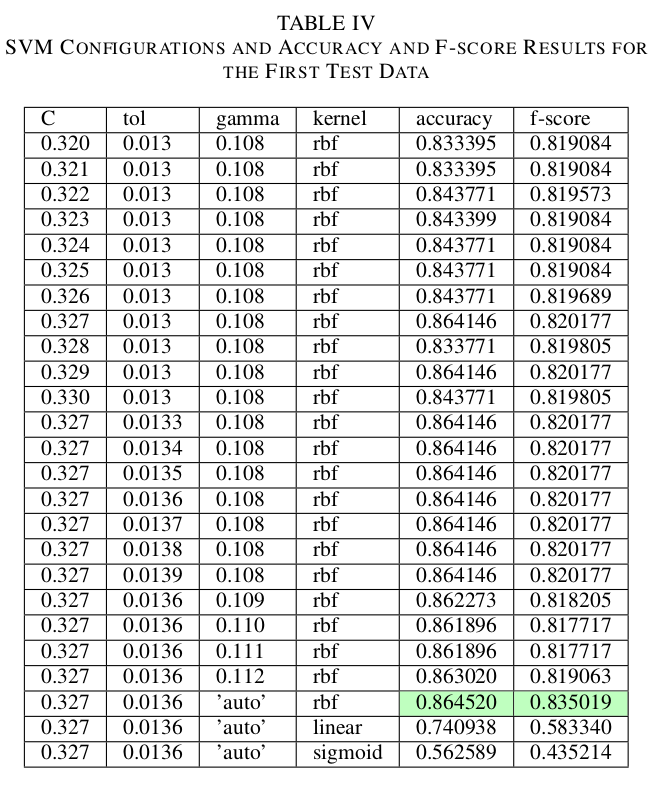 TABLE IV
SVM CONFIGURATIONS AND ACCURACY AND F-SCORE RESULTS FOR
THE FIRST TEST DATA
C tol gamma kernel accuracy f-score
0.320 0.013 0.108 rbf 0.833395 0.819084
0.321 0.013 0.108 rbf 0.833395 0.819084
0.322 0.013 0.108 rbf 0.843771 0.819573
0.323 0.013 0.108 rbf 0.843399 0.819084
0.324 0.013 0.108 rbf 0.843771 0.819084
0.325 0.013 0.108 rbf 0.843771 0.819084
0.326 0.013 0.108 rbf 0.843771 0.819689
0.327 0.013 0.108 rbf 0.864146 0.820177
0.328 0.013 0.108 rbf 0.833771 0.819805
0.329 0.013 0.108 rbf 0.864146 0.820177
0.330 0.013 0.108 rbf 0.843771 0.819805
0.327 0.0133 0.108 rbf 0.864146 0.820177
0.327 0.0134 0.108 rbf 0.864146 0.820177
0.327 0.0135 0.108 rbf 0.864146 0.820177
0.327 0.0136 0.108 rbf 0.864146 0.820177
0.327 0.0137 0.108 rbf 0.864146 0.820177
0.327 0.0138 0.108 rbf 0.864146 0.820177
0.327 0.0139 0.108 rbf 0.864146 0.820177
0.327 0.0136 0.109 rbf 0.862273 0.818205
0.327 0.0136 0.110 rbf 0.861896 0.817717
0.327 0.0136 0.111 rbf 0.861896 0.817717
0.327 0.0136 0.112 rbf 0.863020 0.819063
0.327 0.0136 ’auto’ rbf 0.864520 0.835019
0.327 0.0136 ’auto’ linear 0.740938 0.583340
0.327 0.0136 ’auto’ sigmoid 0.562589 0.435214